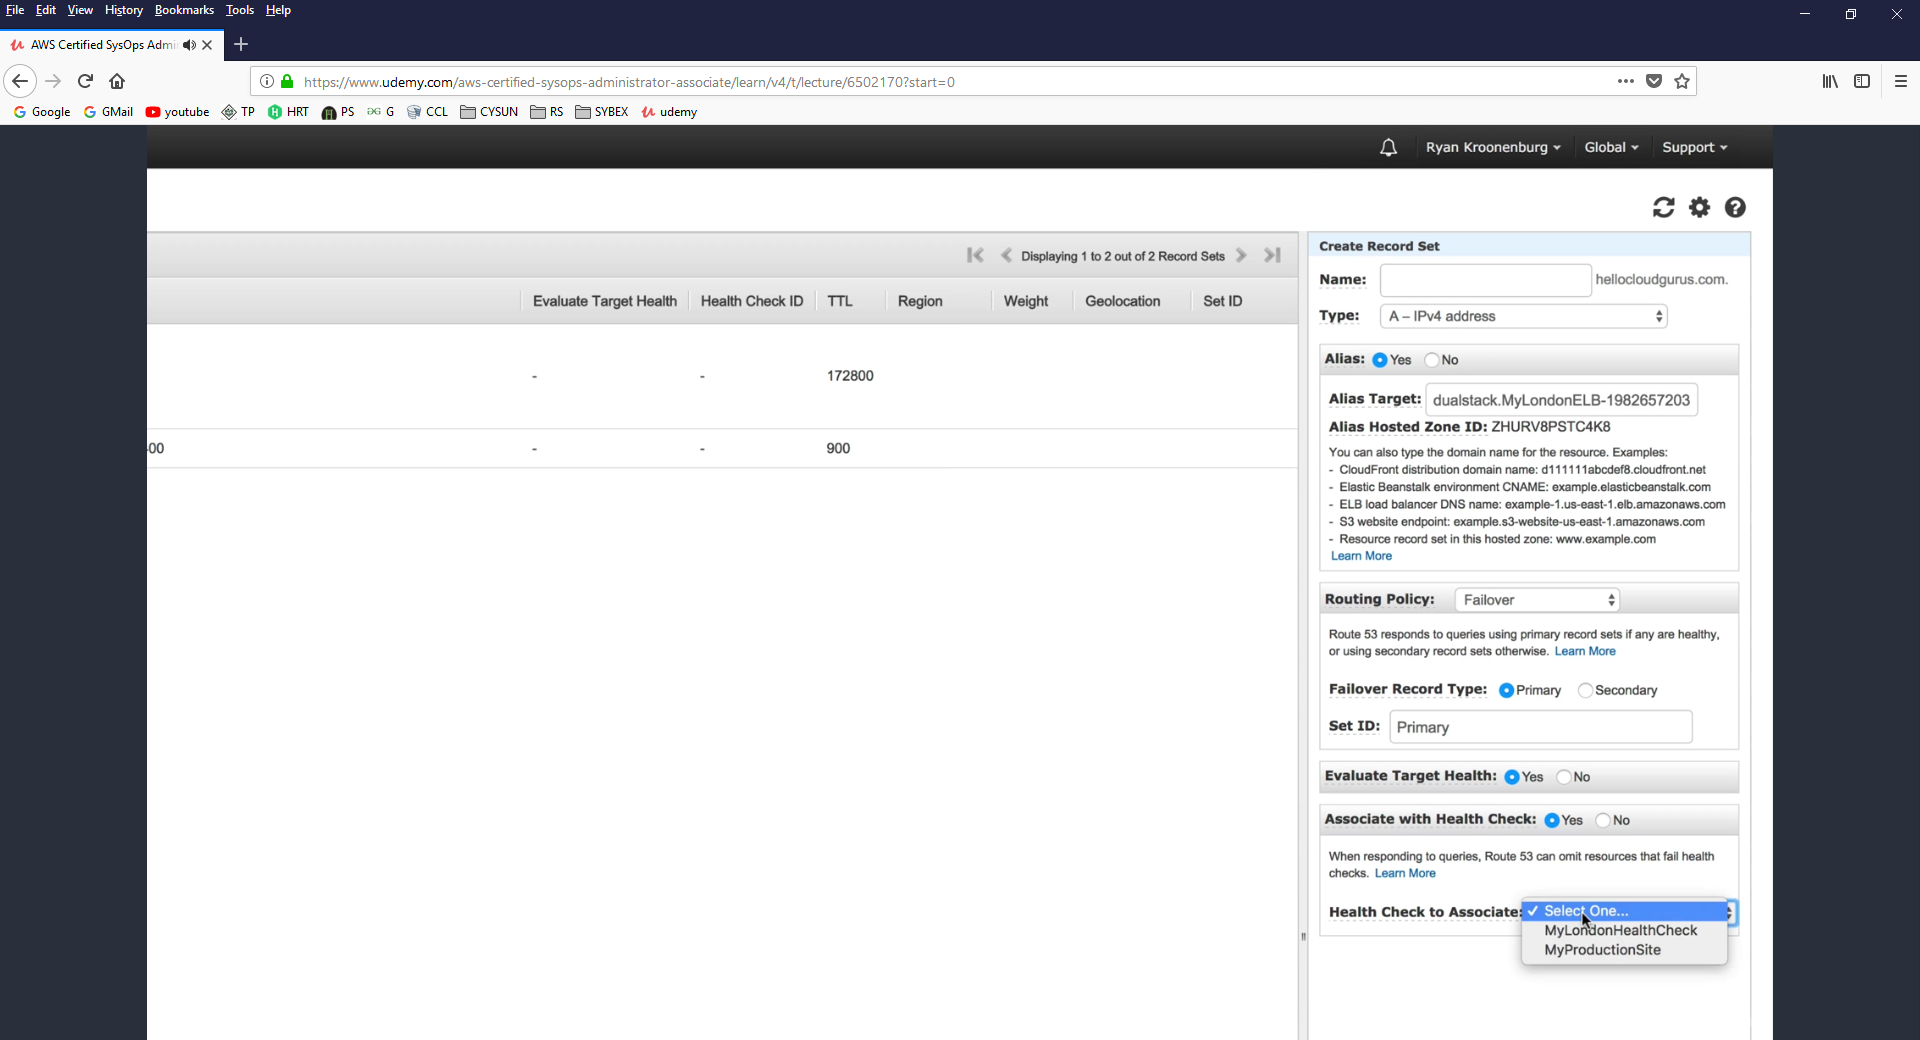 File Edit View History Bookmarks Tools Help
AWS Certified SysOps Admi
https://www.udemy.com/aws-certified-sysops-administrator-associate/learn/v4/t/lecture/6502170?start=0
Google GMail youtube TP HRT PS G CCL CYSUN RS SYBEX udemy
Ryan Kroonenburg Global Support
Displaying 1 to 2 out of 2 Record Sets
Evaluate Target Health Health Check ID TTL Region Weight Geolocation Set ID
- - 172800
00 - - 900
Create Record Set
Name: hellocloudgurus.com.
Type: A – IPv4 address
Alias: Yes No
Alias Target: dualstack.MyLondonELB-1982657203
Alias Hosted Zone ID: ZHURV8PSTC4K8
You can also type the domain name for the resource. Examples:
- CloudFront distribution domain name: d111111abcdef8.cloudfront.net
- Elastic Beanstalk environment CNAME: example.elasticbeanstalk.com
- ELB load balancer DNS name: example-1.us-east-1.elb.amazonaws.com
- S3 website endpoint: example.s3-website-us-east-1.amazonaws.com
- Resource record set in this hosted zone: www.example.com
Learn More
Routing Policy: Failover
Route 53 responds to queries using primary record sets if any are healthy,
or using secondary record sets otherwise. Learn More
Failover Record Type: Primary Secondary
Set ID: Primary
Evaluate Target Health: Yes No
Associate with Health Check: Yes No
When responding to queries, Route 53 can omit resources that fail health
checks. Learn More
Health Check to Associate: Select One...
MyLondonHealthCheck
MyProductionSite